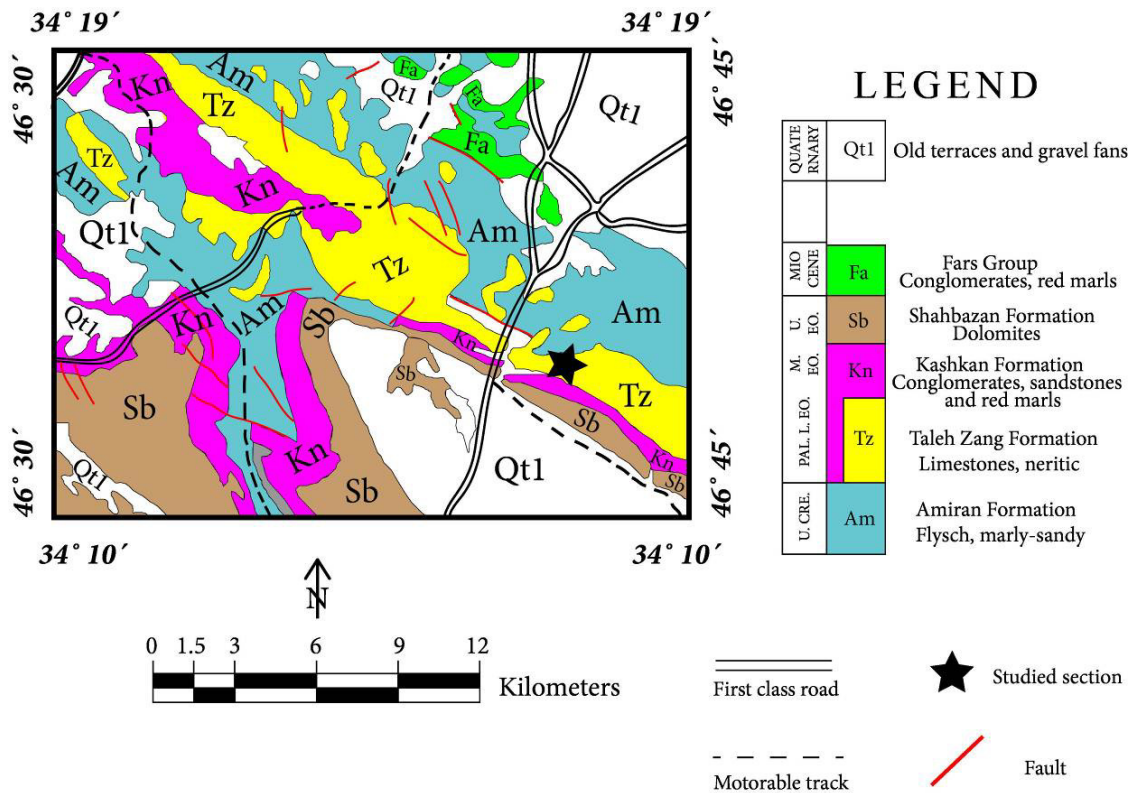 34° 19´ 34° 19´
46° 30´ 46° 45´
Kn Am Fa Qt1 Fa Qt1
Tz Fa
Tz Am Kn
Qt1 Am
Tz
Am
Qt1 Kn Am Sb Kn Am
Sb Sb Tz
Sb Kn Sb Kn
Qt1 Sb Qt1 Sb
46° 30´ 46° 45´
34° 10´ 34° 10´
N
0 1.5 3 6 9 12
Kilometers
LEGEND
QUATE RNARY Qt1 Old terraces and gravel fans
MIO CENE Fa Fars Group
Conglomerates, red marls
U. EO. Sb Shahbazan Formation
Dolomites
M. EO. Kn Kashkan Formation
Conglomerates, sandstones
and red marls
PAL. L. EO. Tz Taleh Zang Formation
Limestones, neritic
U. CRE. Am Amiran Formation
Flysch, marly-sandy
First class road
Studied section
Motorable track
Fault